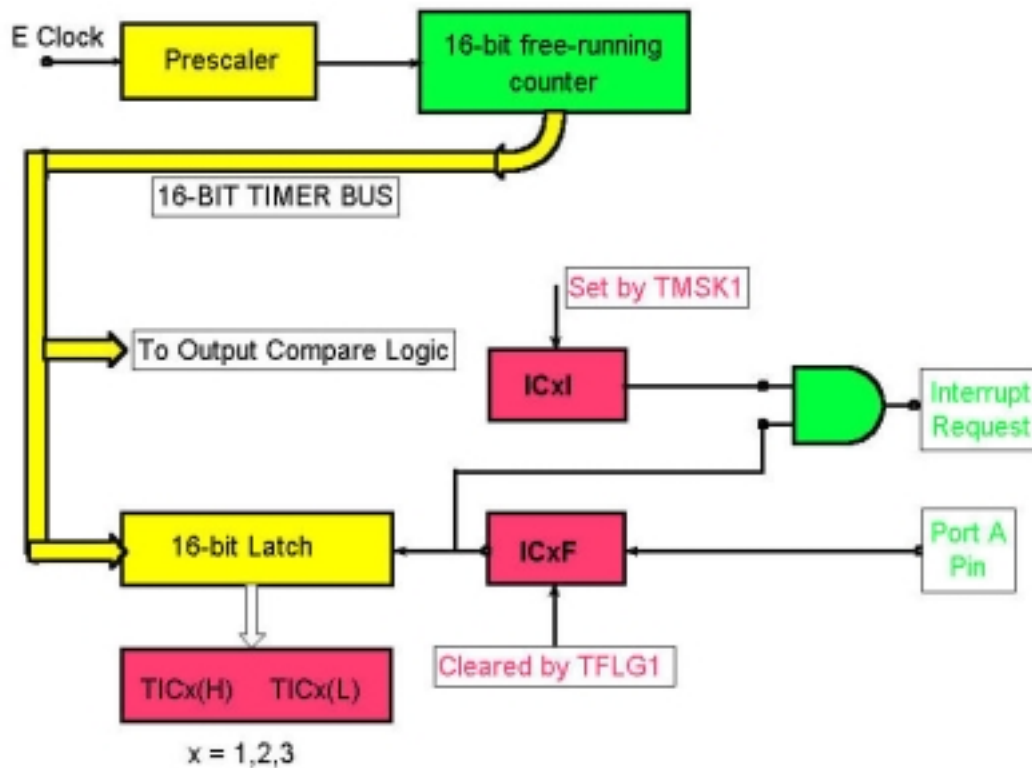 E Clock
Prescaler
16-bit free-running
counter
16-BIT TIMER BUS
Set by TMSK1
To Output Compare Logic
ICxI
Interrupt
Request
16-bit Latch
ICxF
Port A
Pin
Cleared by TFLG1
TICx(H) TICx(L)
x = 1,2,3